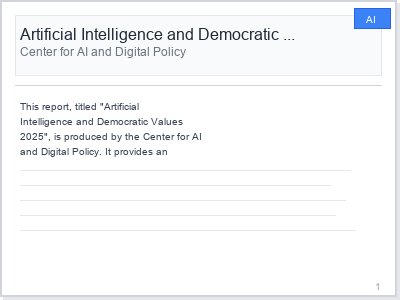 AI
Artificial Intelligence and Democratic ...
Center for AI and Digital Policy
This report, titled "Artificial
Intelligence and Democratic Values
2025", is produced by the Center for AI
and Digital Policy. It provides an
1